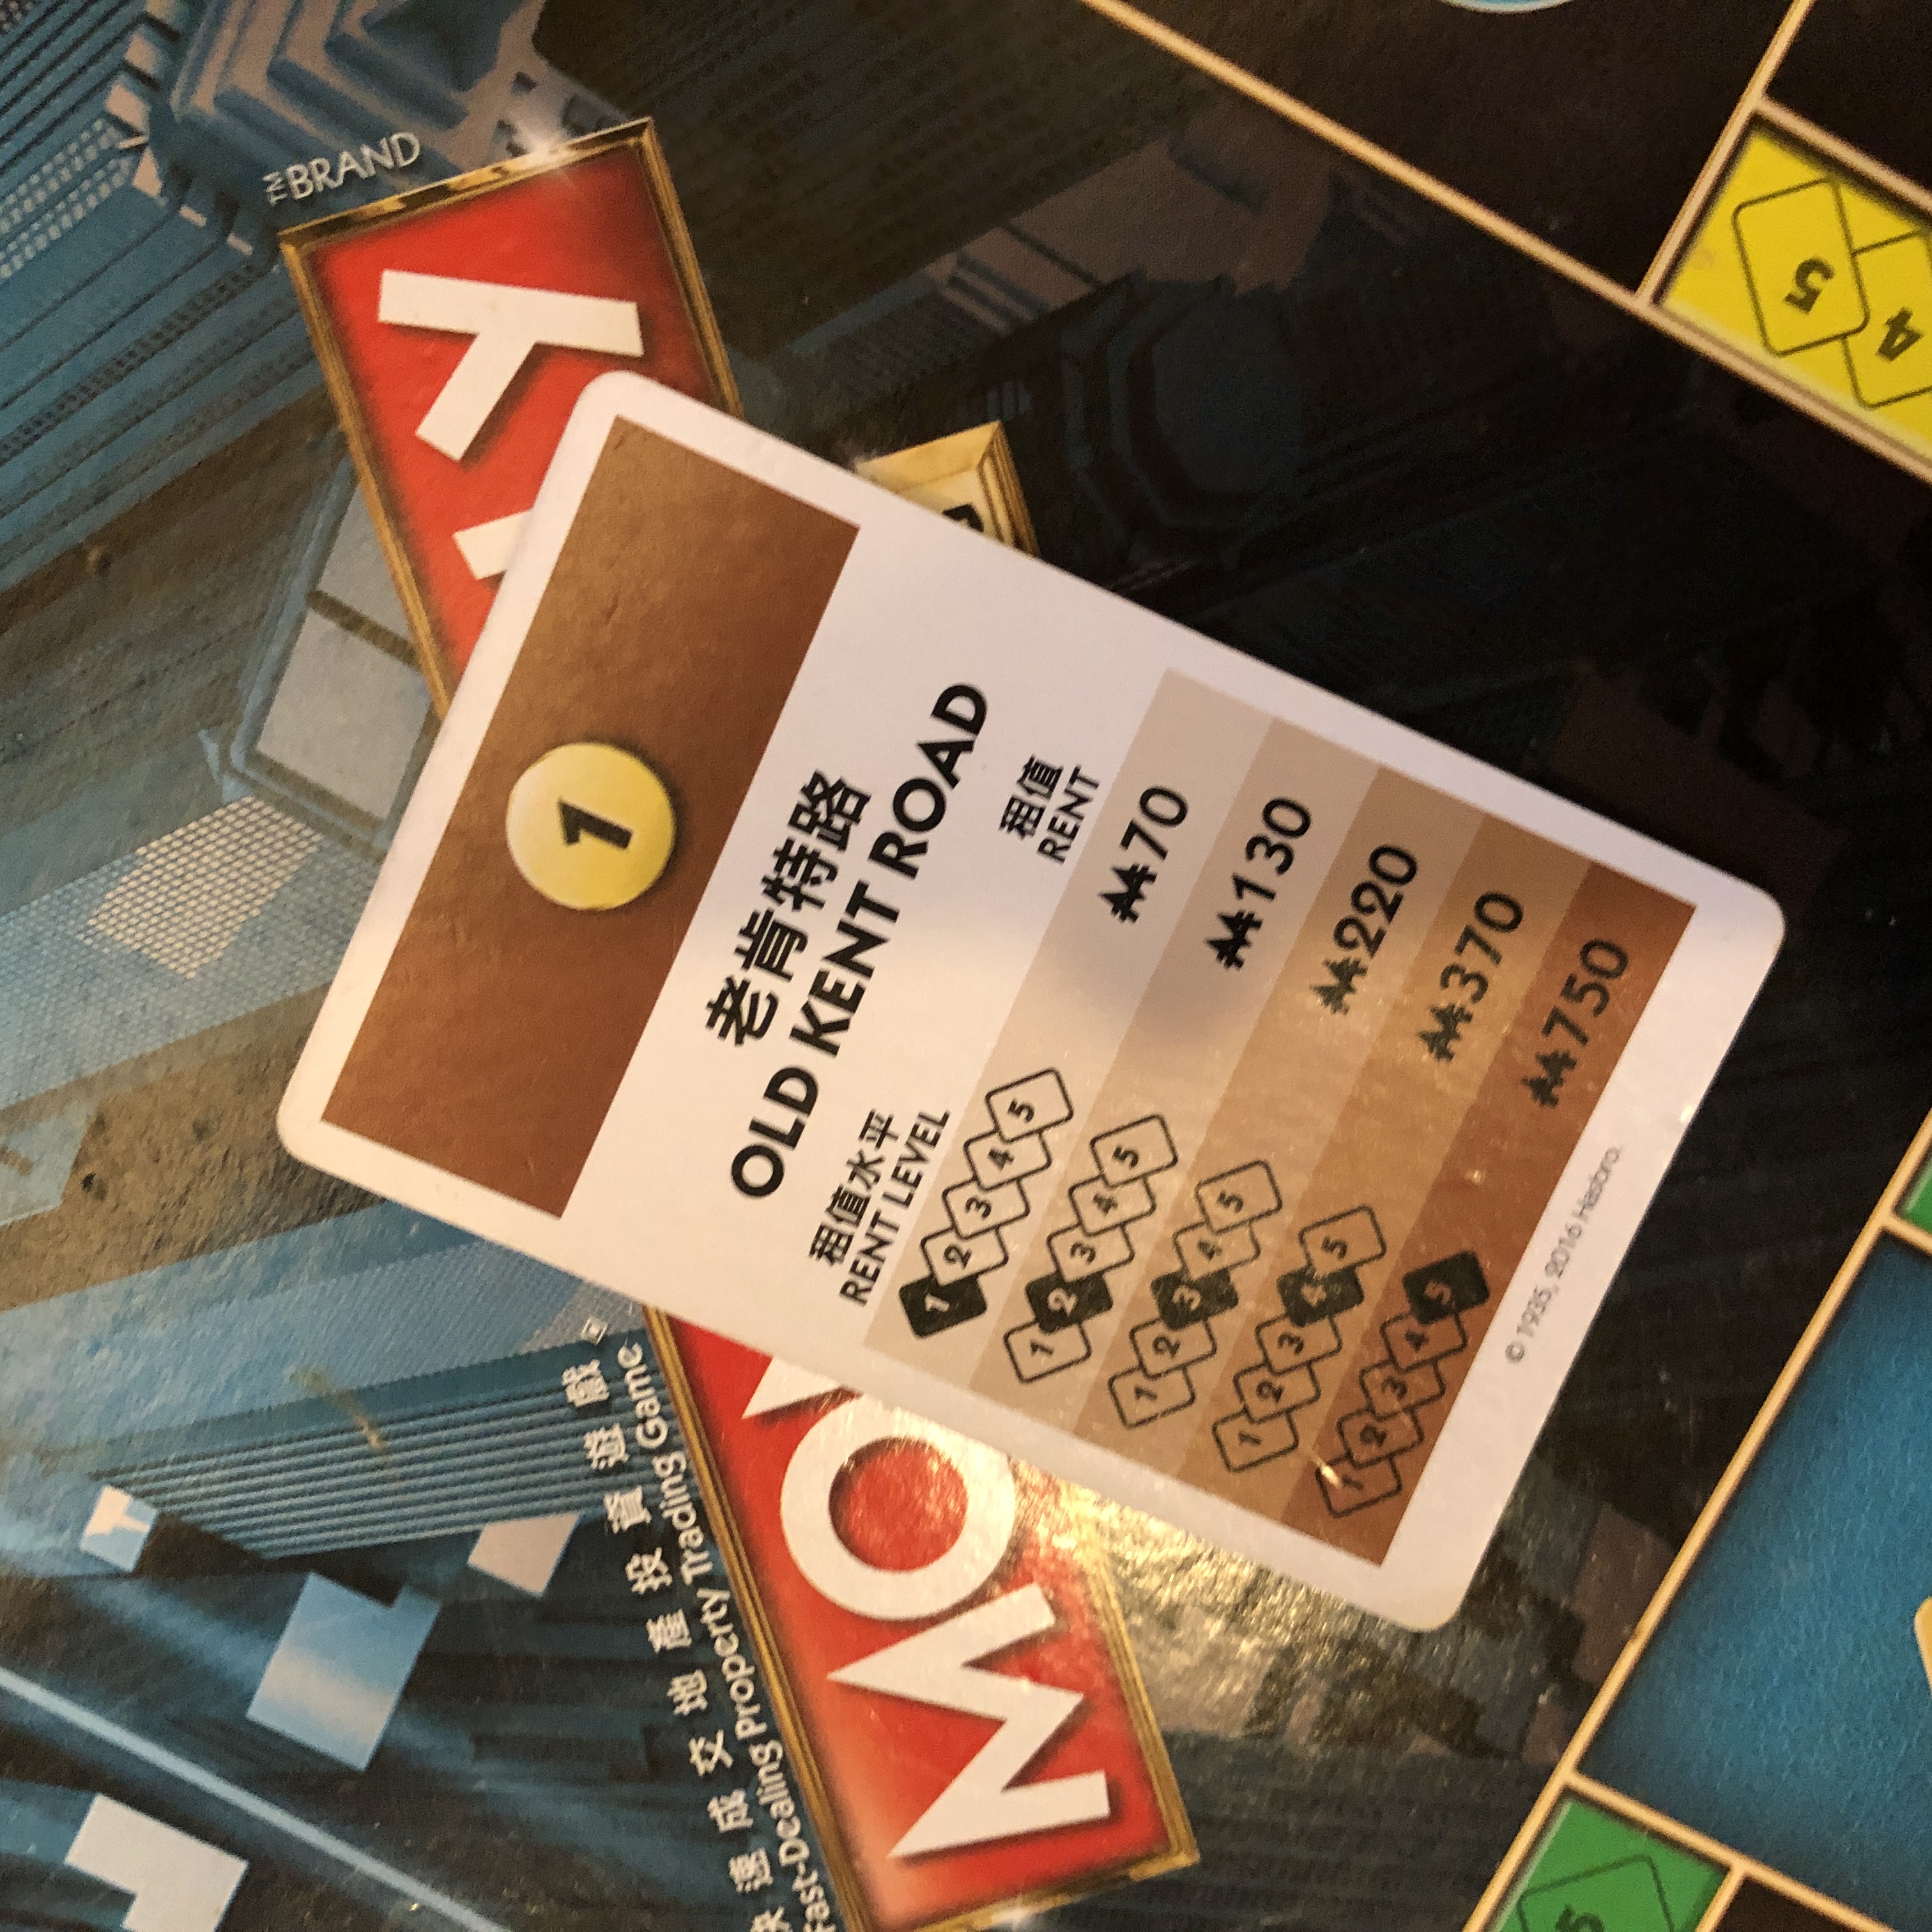 快速成交地產投資遊戲
Fast-Dealing Property Trading Game
BRAND
1
老肯特路
OLD KENT ROAD
租值水平
RENT LEVEL
租值
RENT
1 2 3 4 5 ₩70
1 2 3 4 5 ₩130
1 2 3 4 5 ₩220
1 2 3 4 5 ₩370
1 2 3 4 5 ₩750
© 1935, 2016 Hasbro.
5
5
4